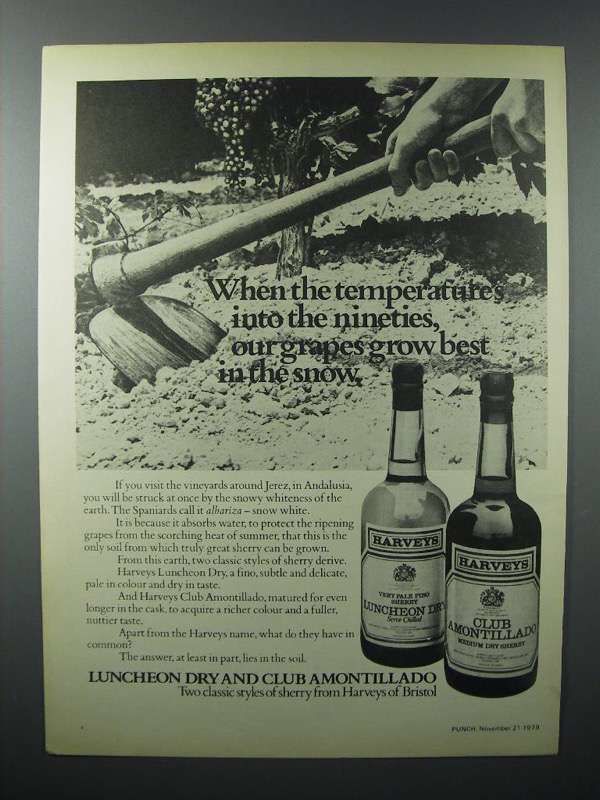 When the temperature's
into the nineties,
our grapes grow best
in the snow.
If you visit the vineyards around Jerez, in Andalusia,
you will be struck at once by the snowy whiteness of the
earth. The Spaniards call it albariza – snow white.
It is because it absorbs water, to protect the ripening
grapes from the scorching heat of summer, that this is the
only soil from which truly great sherry can be grown.
From this earth, two classic styles of sherry derive.
Harveys Luncheon Dry, a fino, subtle and delicate,
pale in colour and dry in taste.
And Harveys Club Amontillado, matured for even
longer in the cask, to acquire a richer colour and a fuller,
nuttier taste.
Apart from the Harveys name, what do they have in
common?
The answer, at least in part, lies in the soil.
LUNCHEON DRY AND CLUB AMONTILLADO
Two classic styles of sherry from Harveys of Bristol
HARVEYS
VERY PALE FINO
SHERRY
LUNCHEON DRY
Serve Chilled
HARVEYS
CLUB
AMONTILLADO
MEDIUM DRY SHERRY
PUNCH, November 21 1979